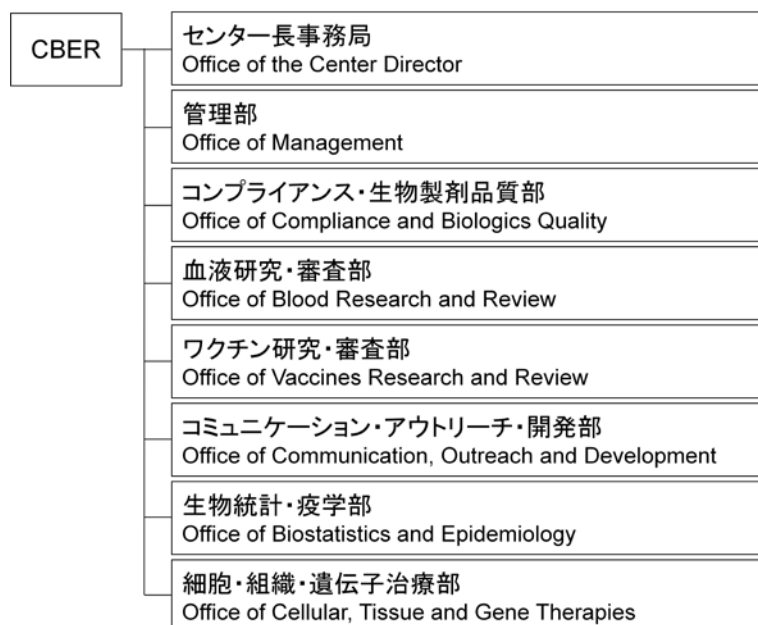 CBER
センター長事務局
Office of the Center Director
管理部
Office of Management
コンプライアンス・生物製剤品質部
Office of Compliance and Biologics Quality
血液研究・審査部
Office of Blood Research and Review
ワクチン研究・審査部
Office of Vaccines Research and Review
コミュニケーション・アウトリーチ・開発部
Office of Communication, Outreach and Development
生物統計・疫学部
Office of Biostatistics and Epidemiology
細胞・組織・遺伝子治療部
Office of Cellular, Tissue and Gene Therapies